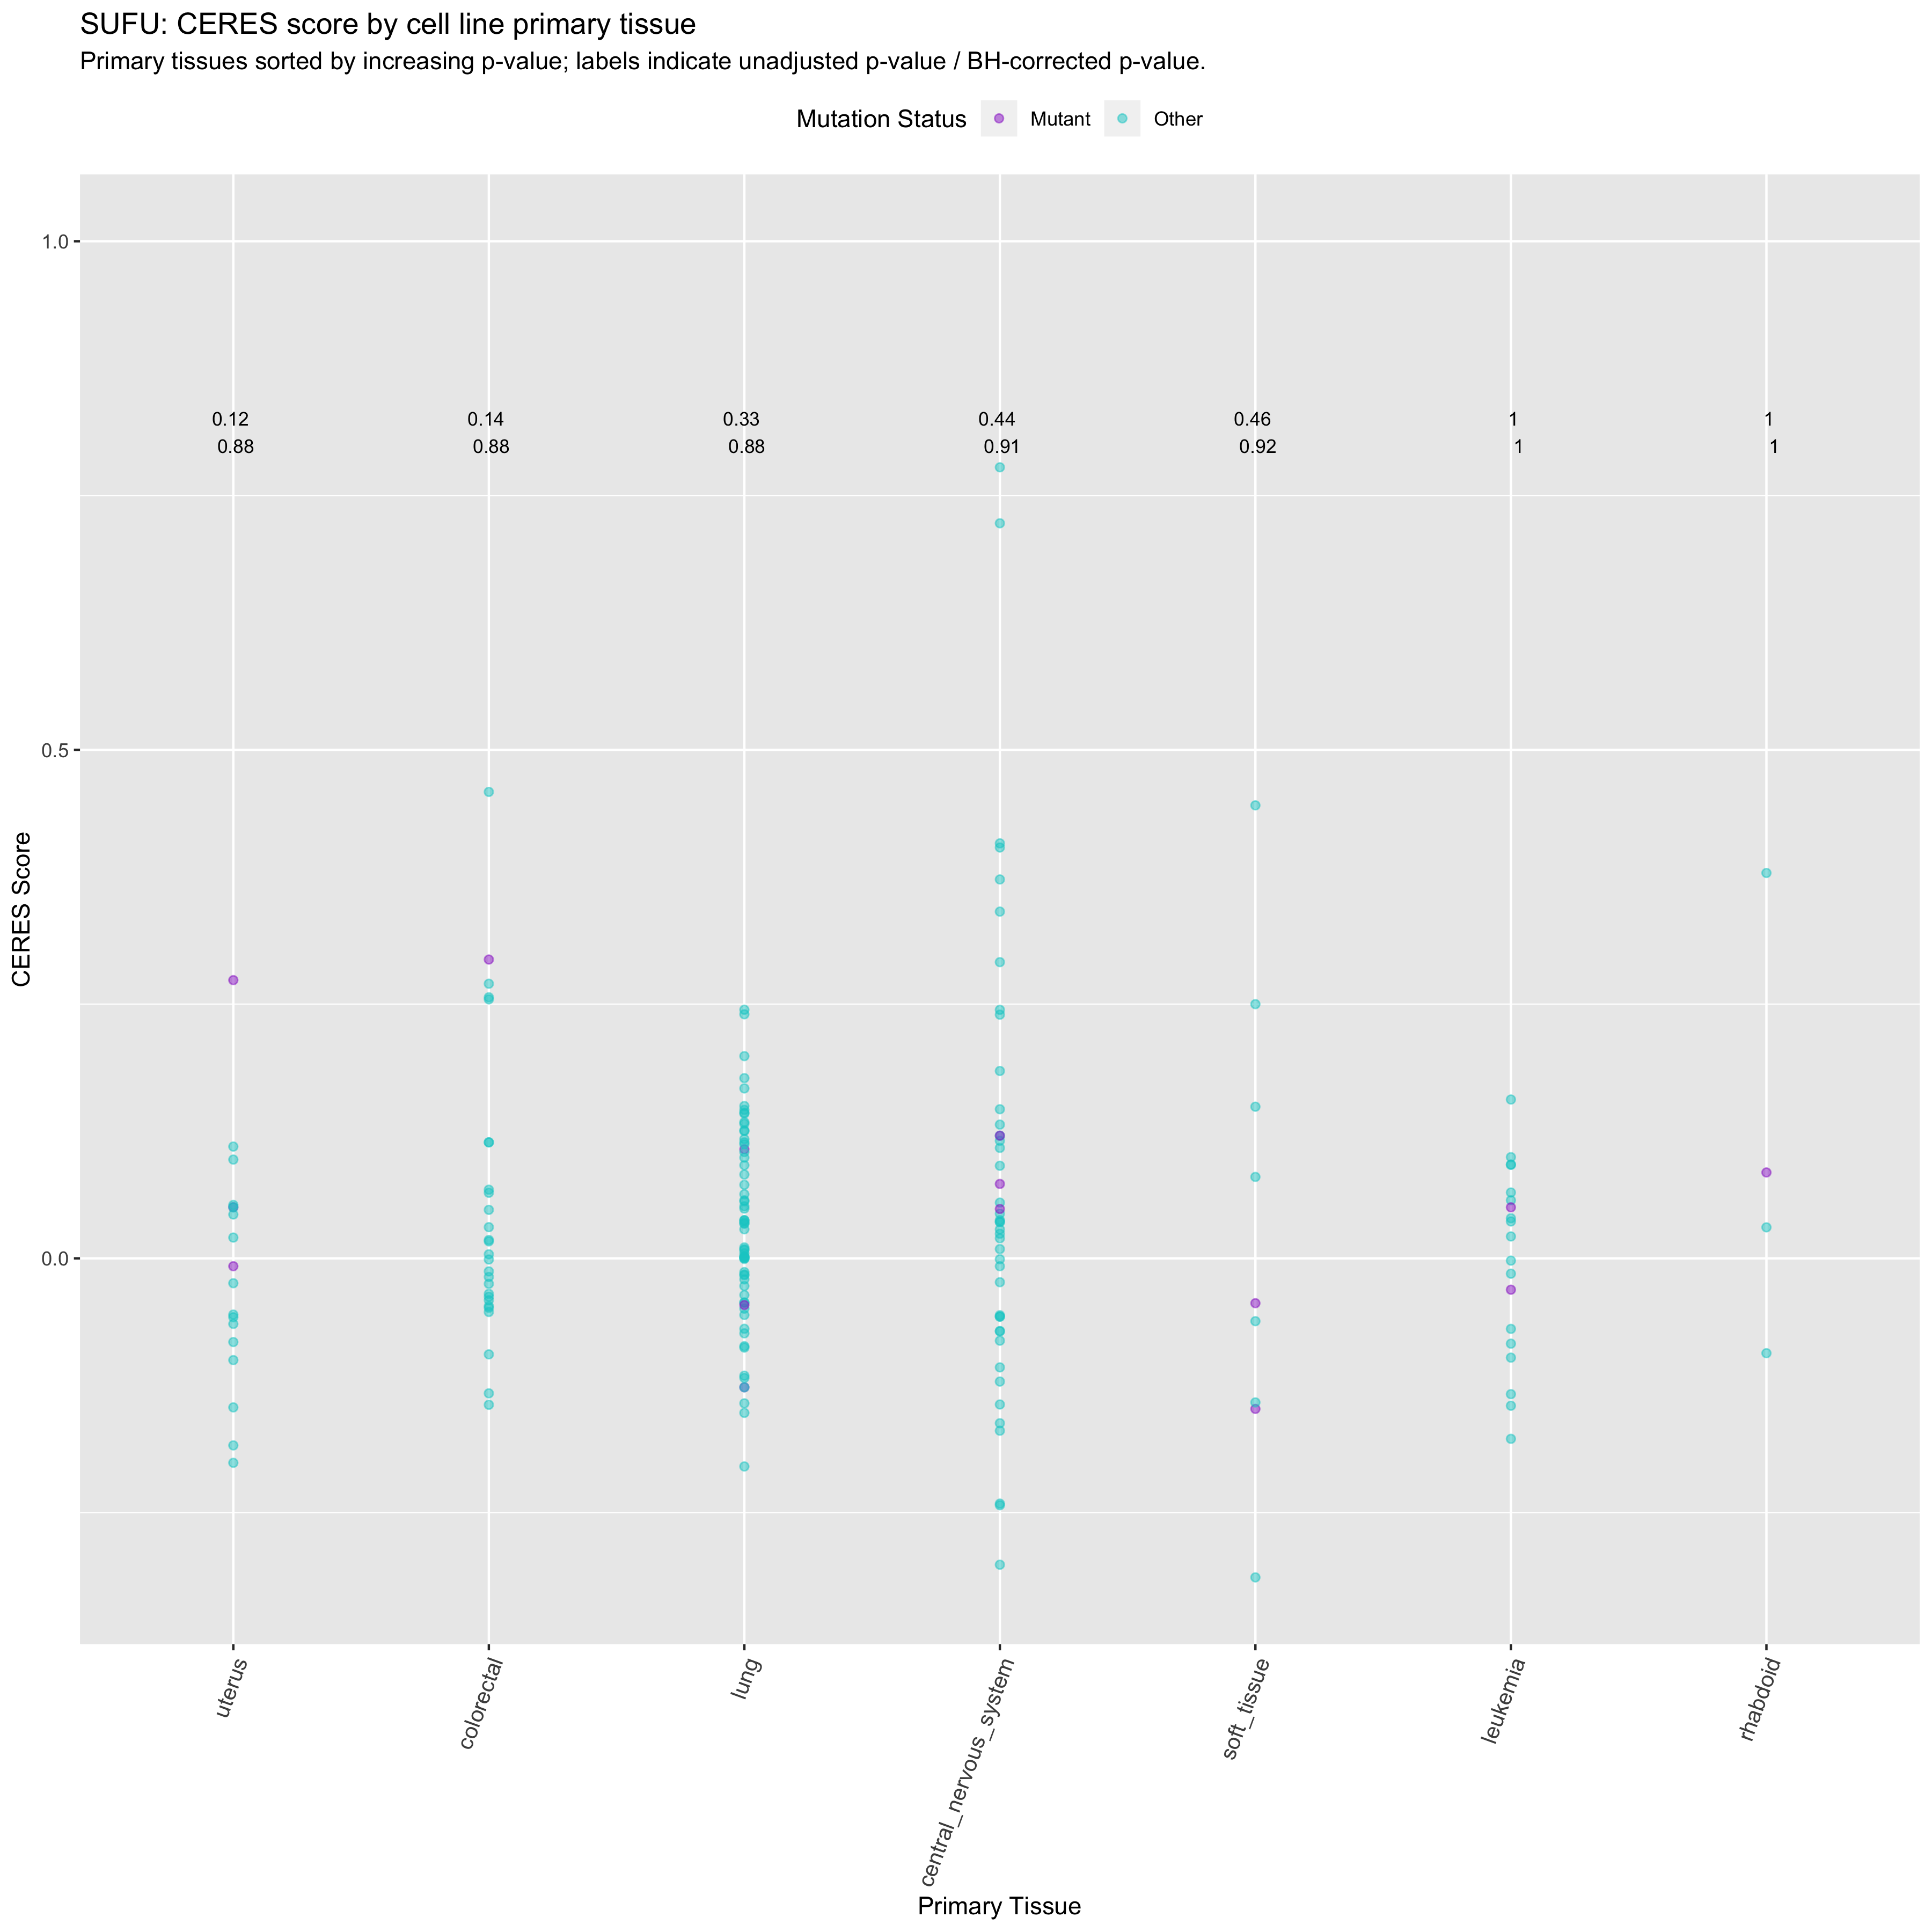 SUFU: CERES score by cell line primary tissue
Primary tissues sorted by increasing p-value; labels indicate unadjusted p-value / BH-corrected p-value.
Mutation Status Mutant Other
1.0
0.12 0.14 0.33 0.44 0.46 1 1
0.88 0.88 0.88 0.91 0.92 1 1
0.5
CERES Score
0.0
uterus
colorectal
lung
central_nervous_system
soft_tissue
leukemia
rhabdoid
Primary Tissue